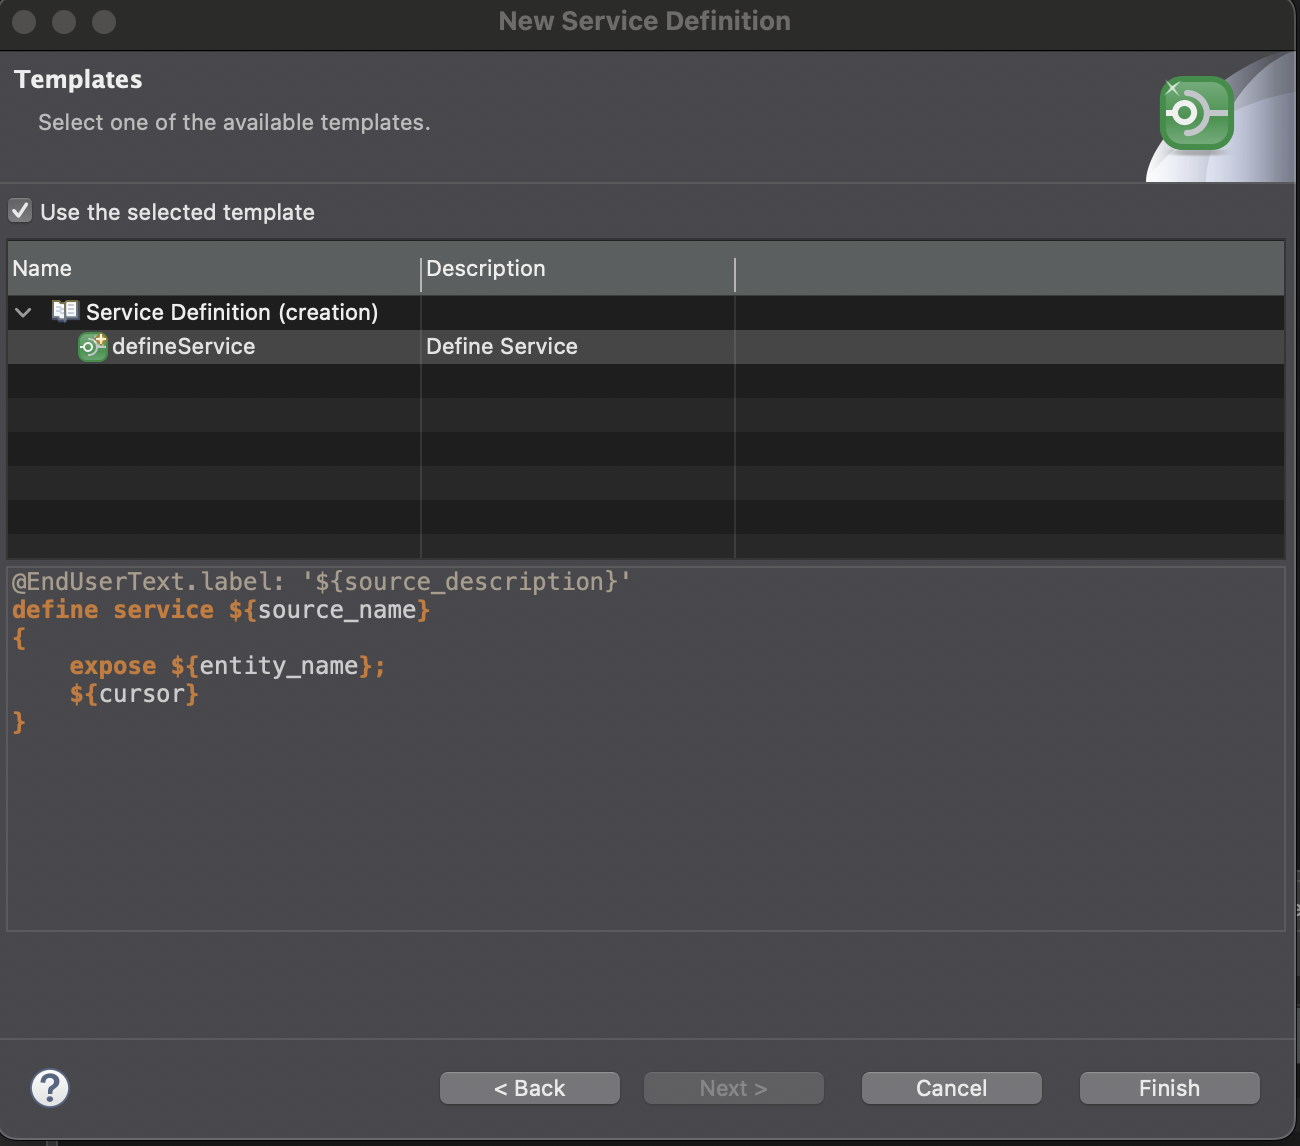 New Service Definition
Templates
Select one of the available templates.
Use the selected template
Name Description
Service Definition (creation)
defineService Define Service
@EndUserText.label: '${source_description}'
define service ${source_name}
{
    expose ${entity_name};
    ${cursor}
}
? < Back Next > Cancel Finish